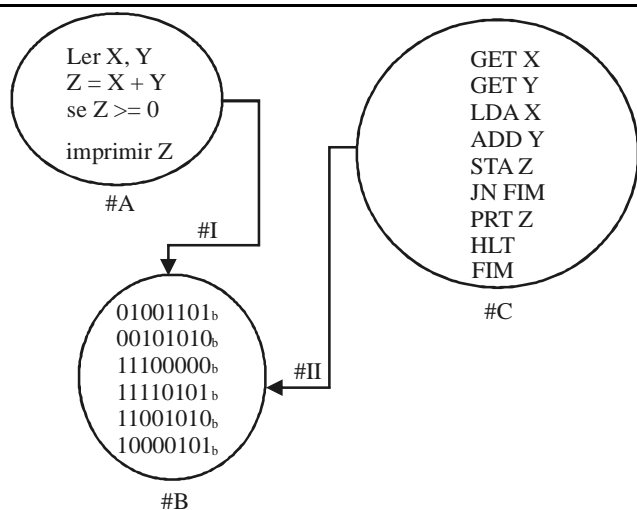 Ler X, Y
Z = X + Y
se Z >= 0
imprimir Z
#A
#I
01001101b
00101010b
11100000b
11110101b
11001010b
10000101b
#B
#II
GET X
GET Y
LDA X
ADD Y
STA Z
JN FIM
PRT Z
HLT
FIM
#C